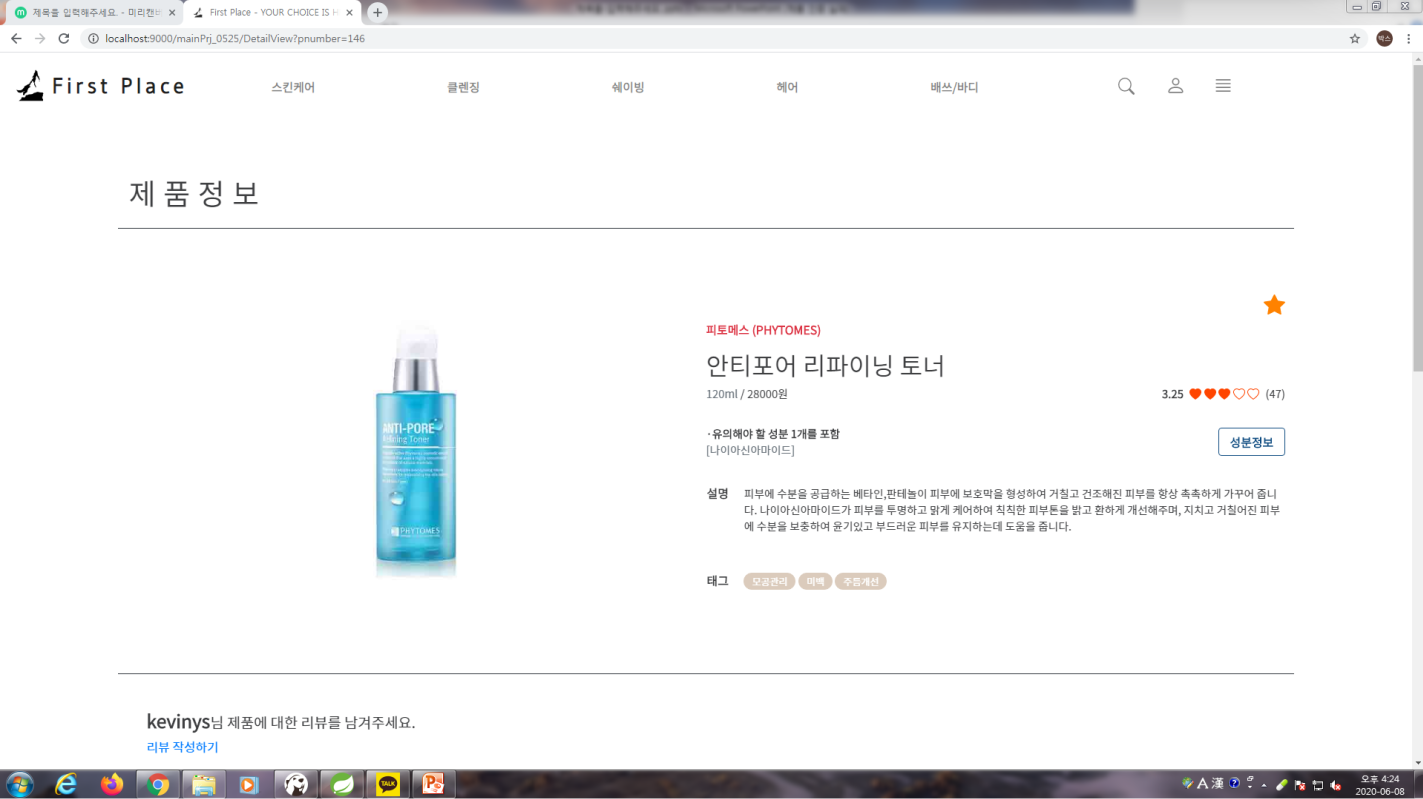 제목을 입력해주세요. - 미리캔버
First Place - YOUR CHOICE IS H
localhost:9000/mainPrj_0525/DetailView?pnumber=146
박스
First Place
스킨케어
클렌징
쉐이빙
헤어
배쓰/바디
제 품 정 보
피토메스 (PHYTOMES)
안티포어 리파이닝 토너
120ml / 28000원
3.25
(47)
·유의해야 할 성분 1개를 포함
[나이아신아마이드]
성분정보
설명
피부에 수분을 공급하는 베타인,판테놀이 피부에 보호막을 형성하여 거칠고 건조해진 피부를 항상 촉촉하게 가꾸어 줍니
다. 나이아신아마이드가 피부를 투명하고 맑게 케어하여 칙칙한 피부톤을 밝고 환하게 개선해주며, 지치고 거칠어진 피부
에 수분을 보충하여 윤기있고 부드러운 피부를 유지하는데 도움을 줍니다.
태그
모공관리
미백
주름개선
ANTI-PORE
Refining Toner
PHYTOMES
kevinys님 제품에 대한 리뷰를 남겨주세요.
리뷰 작성하기
TALK
A 漢
오후 4:24
2020-06-08